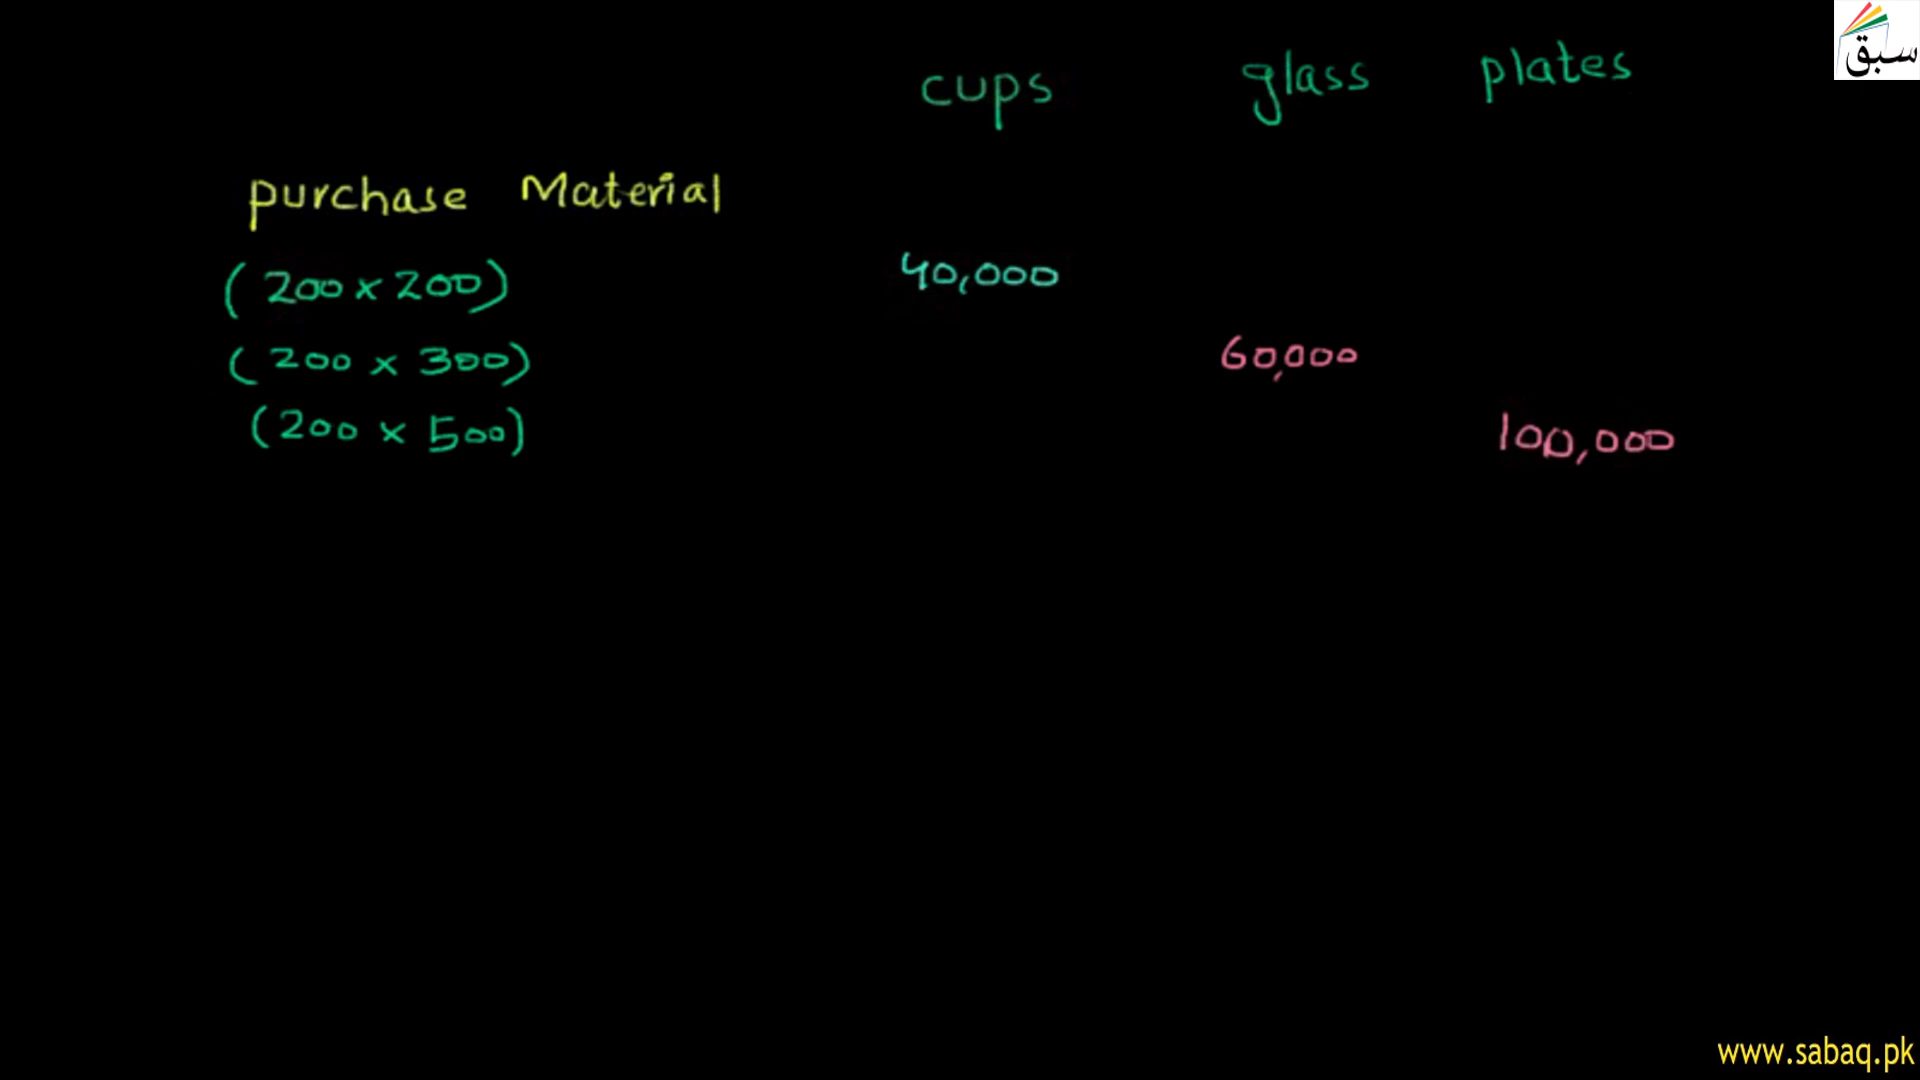 سبق
cups glass plates
purchase Material
(200 x 200) 40,000
(200 x 300) 60,000
(200 x 500) 100,000
www.sabaq.pk